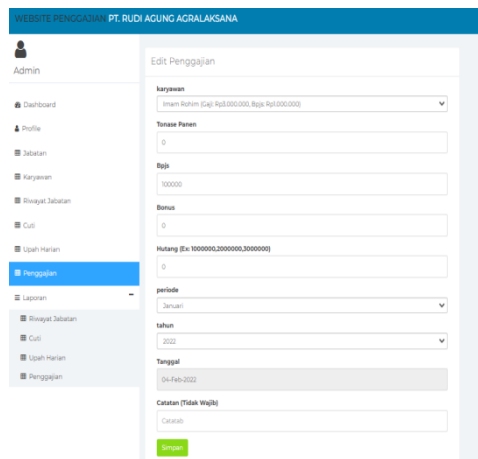 WEBSITE PENGGAJIAN PT. RUDI AGUNG AGRALAKSANA
Admin
Dashboard
Profile
Jabatan
Karyawan
Riwayat Jabatan
Cuti
Upah Harian
Penggajian
Laporan -
Riwayat Jabatan
Cuti
Upah Harian
Penggajian
Edit Penggajian
karyawan
Imam Rohim (Gaji: Rp3.000.000, Bpjs: Rp1.000.000)
Tonase Panen
0
Bpjs
100000
Bonus
0
Hutang (Ex: 1000000,2000000,3000000)
0
periode
Januari
tahun
2022
Tanggal
04-Feb-2022
Catatan (Tidak Wajib)
Catatab
Simpan